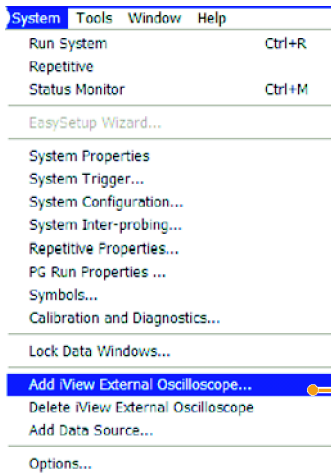 System Tools Window Help
Run System Ctrl+R
Repetitive
Status Monitor Ctrl+M
EasySetup Wizard...
System Properties
System Trigger...
System Configuration...
System Inter-probing...
Repetitive Properties...
PG Run Properties ...
Symbols...
Calibration and Diagnostics...
Lock Data Windows...
Add iView External Oscilloscope...
Delete iView External Oscilloscope
Add Data Source...
Options...